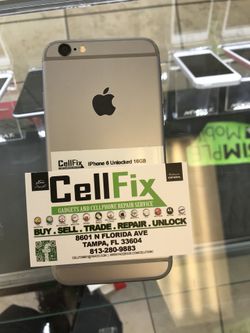 CellFix
iPhone 6 Unlocked 16GB
CellFix
GADGETS AND CELLPHONE REPAIR SERVICE
BUY . SELL . TRADE . REPAIR . UNLOCK
8601 N FLORIDA AVE
TAMPA, FL 33604
813-280-9883
SIMPLE
Mobile